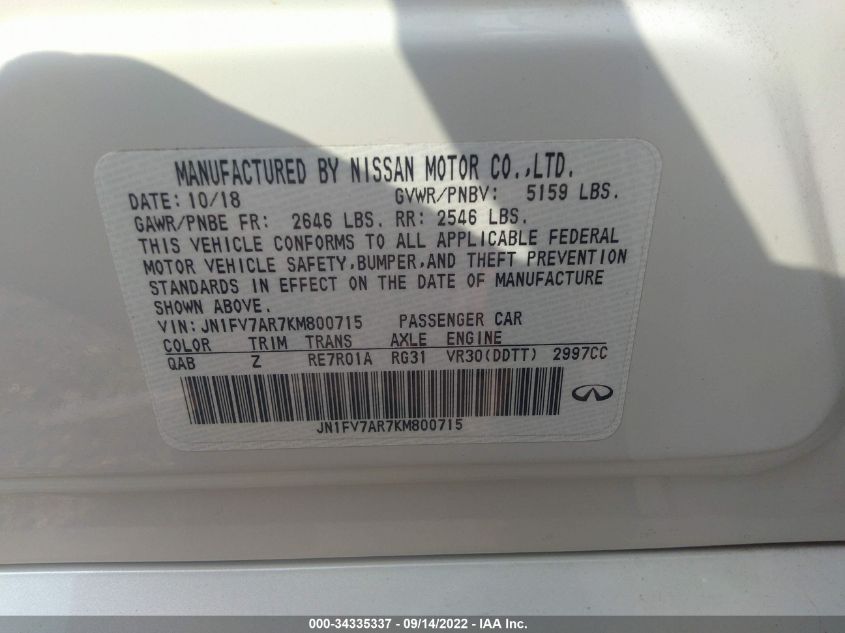 MANUFACTURED BY NISSAN MOTOR CO.,LTD.
DATE: 10/18 GVWR/PNBV: 5159 LBS.
GAWR/PNBE FR: 2646 LBS. RR: 2546 LBS.
THIS VEHICLE CONFORMS TO ALL APPLICABLE FEDERAL
MOTOR VEHICLE SAFETY,BUMPER,AND THEFT PREVENTION
STANDARDS IN EFFECT ON THE DATE OF MANUFACTURE
SHOWN ABOVE.
VIN: JN1FV7AR7KM800715 PASSENGER CAR
COLOR TRIM TRANS AXLE ENGINE
QAB Z RE7R01A RG31 VR30(DDTT) 2997CC
JN1FV7AR7KM800715
000-34335337 - 09/14/2022 - IAA Inc.